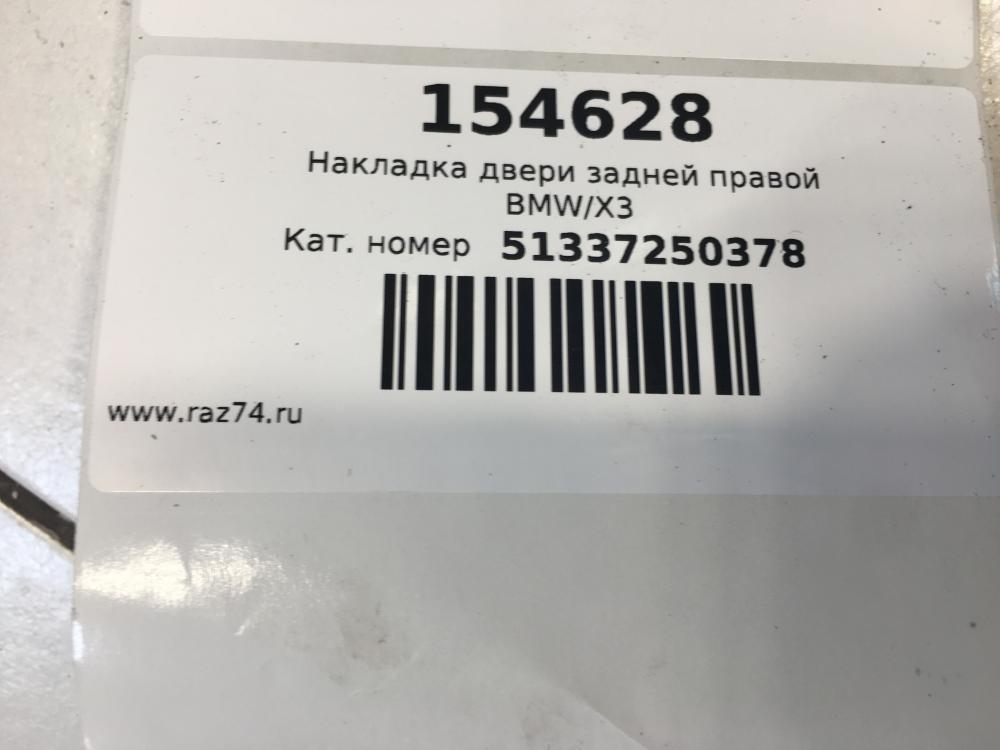 154628
Накладка двери задней правой
BMW/X3
Кат. номер 51337250378
www.raz74.ru